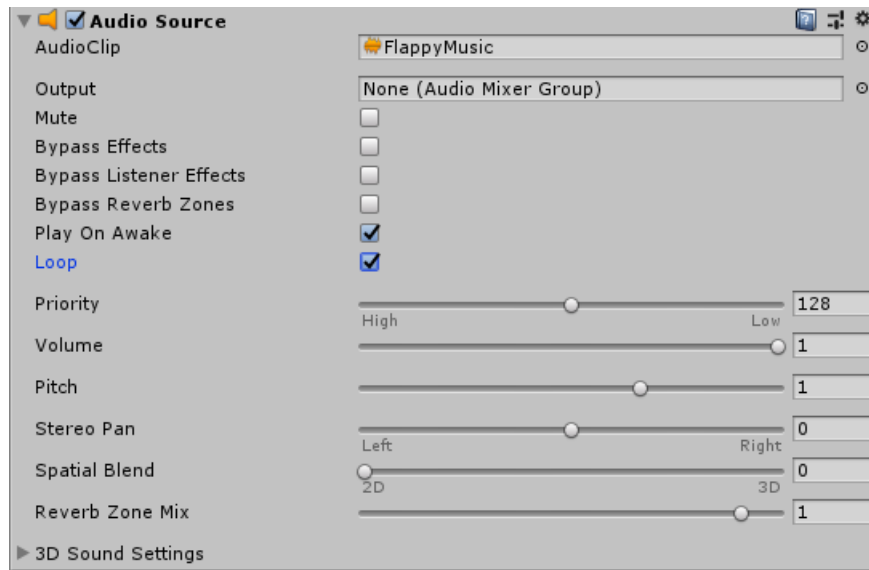 Audio Source
AudioClip FlappyMusic
Output None (Audio Mixer Group)
Mute
Bypass Effects
Bypass Listener Effects
Bypass Reverb Zones
Play On Awake
Loop
Priority 128
High Low
Volume 1
Pitch 1
Stereo Pan 0
Left Right
Spatial Blend 0
2D 3D
Reverb Zone Mix 1
3D Sound Settings